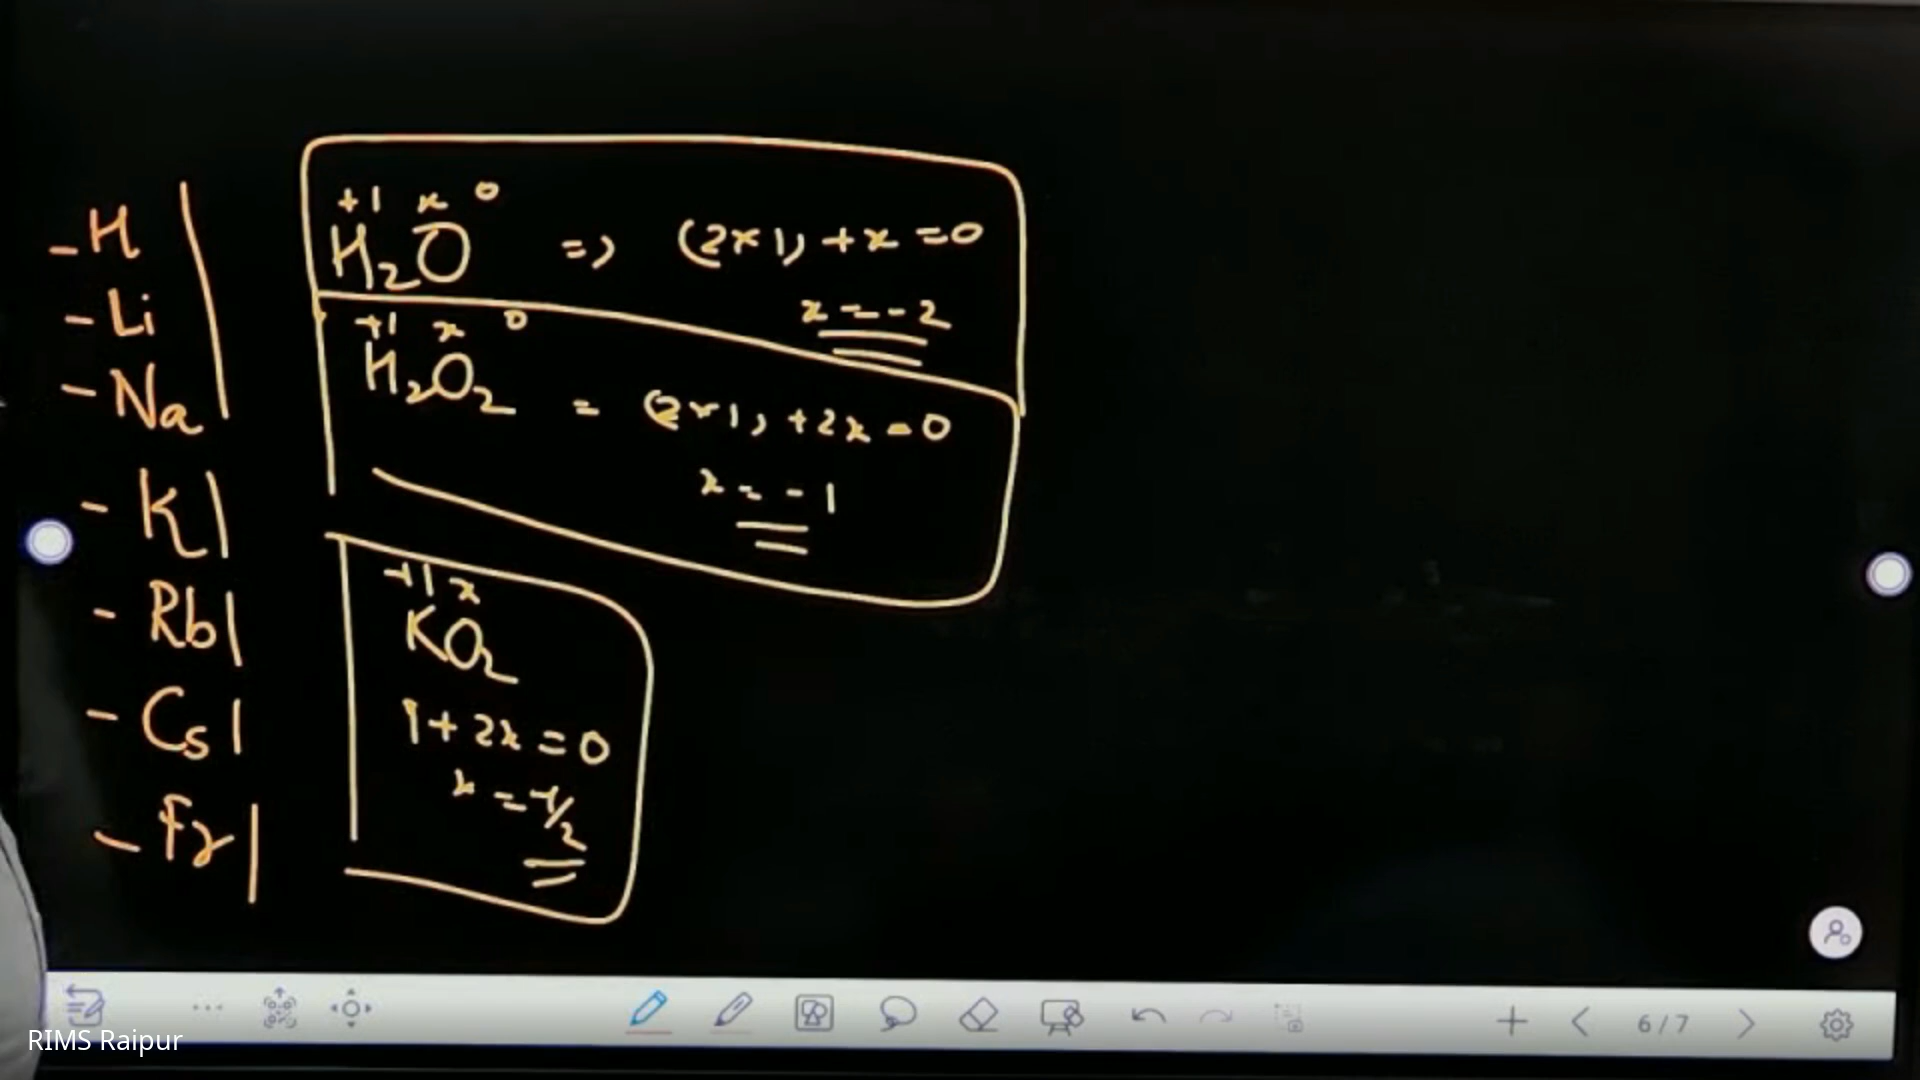 - H
- Li
- Na
- K
- Rb
- Cs
- Fr
+1 x 0
H₂O => (2×1) + x = 0
x = -2
+1 x 0
H₂O₂ = (2×1) + 2x = 0
x = -1
+1 x
KO₂
1 + 2x = 0
x = -1/2
6/7
RIMS Raipur